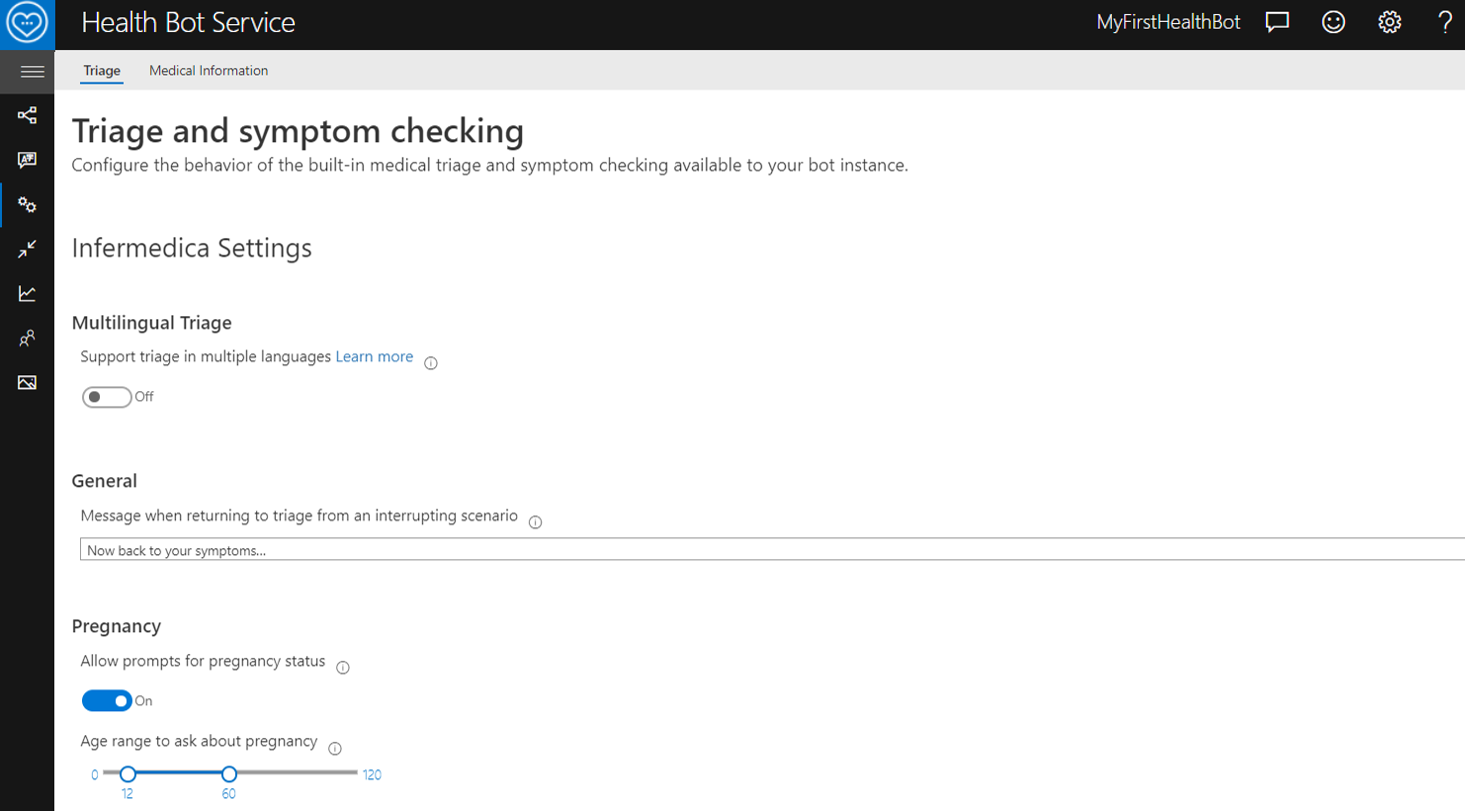 Health Bot Service
MyFirstHealthBot
?
Triage
Medical Information
Triage and symptom checking
Configure the behavior of the built-in medical triage and symptom checking available to your bot instance.
Infermedica Settings
Multilingual Triage
Support triage in multiple languages Learn more
Off
General
Message when returning to triage from an interrupting scenario
Now back to your symptoms...
Pregnancy
Allow prompts for pregnancy status
On
Age range to ask about pregnancy
0 120
12 60